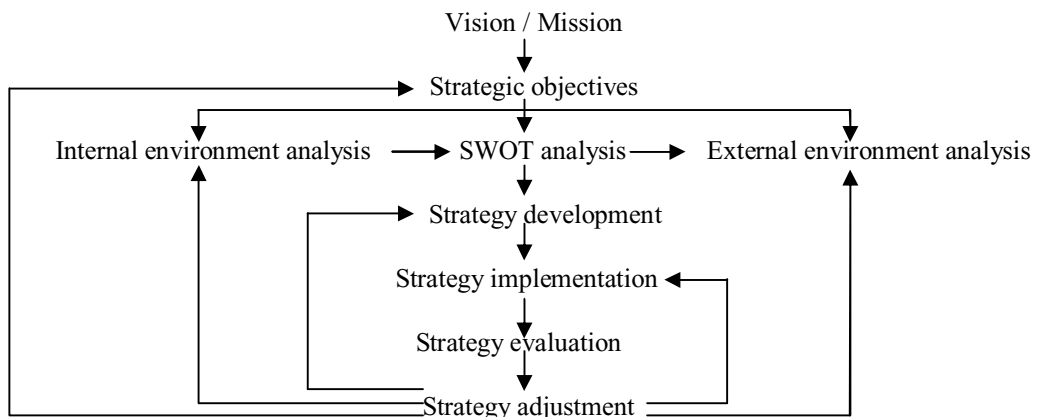 Vision / Mission
Strategic objectives
Internal environment analysis SWOT analysis External environment analysis
Strategy development
Strategy implementation
Strategy evaluation
Strategy adjustment